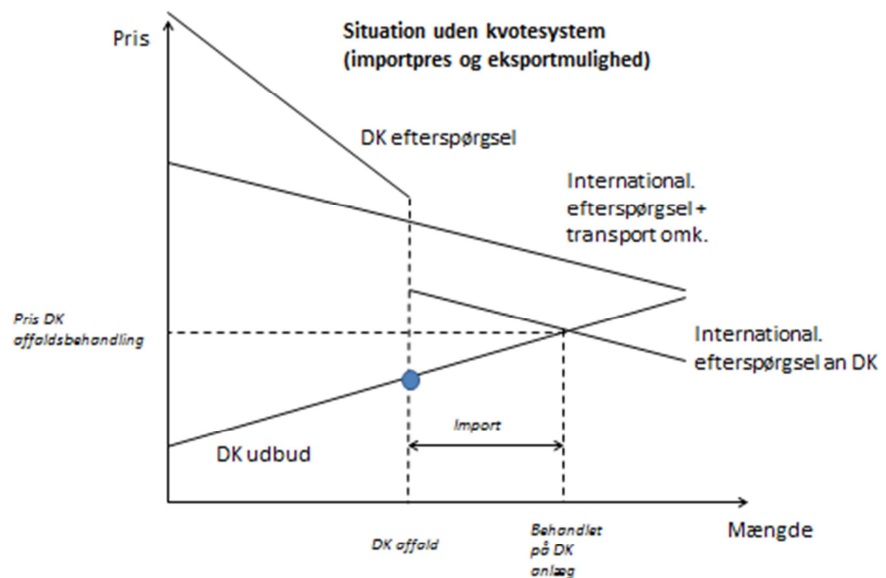 Situation uden kvotesystem
(importpres og eksportmulighed)
Pris
DK efterspørgsel
International.
efterspørgsel +
transport omk.
Pris DK
affaldsbehandling
International.
efterspørgsel an DK
Import
DK udbud
Mængde
DK affald
Behandlet
på DK
anlæg